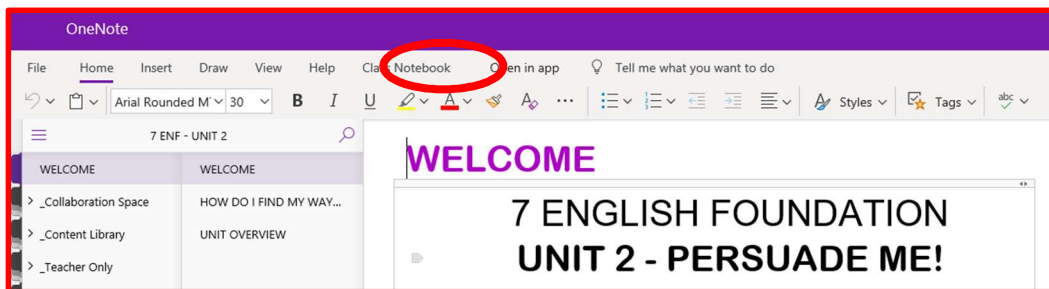 OneNote
File Home Insert Draw View Help Class Notebook Open in app Tell me what you want to do
Arial Rounded M 30 B I U A A Styles Tags abc
7 ENF - UNIT 2
WELCOME
_Collaboration Space
_Content Library
_Teacher Only
WELCOME
HOW DO I FIND MY WAY...
UNIT OVERVIEW
WELCOME
7 ENGLISH FOUNDATION
UNIT 2 - PERSUADE ME!